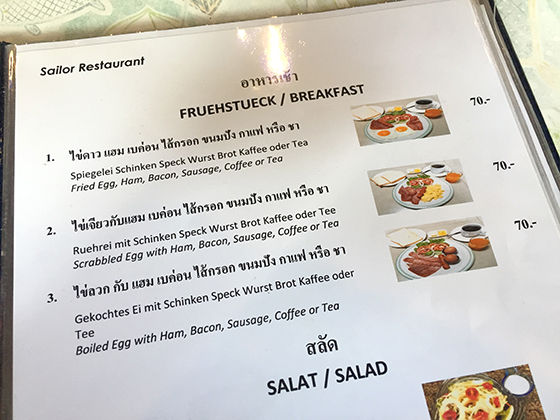 Sailor Restaurant
อาหารเช้า
FRUEHSTUECK / BREAKFAST
1. ไข่ดาว แฮม เบค่อน ไส้กรอก ขนมปัง กาแฟ หรือ ชา 70.-
Spiegelei Schinken Speck Wurst Brot Kaffee oder Tea
Fried Egg, Ham, Bacon, Sausage, Coffee or Tea
2. ไข่เจียวกับแฮม เบค่อน ไส้กรอก ขนมปัง กาแฟ หรือ ชา 70.-
Ruehrei mit Schinken Speck Wurst Brot Kaffee oder Tee
Scrabbled Egg with Ham, Bacon, Sausage, Coffee or Tea
3. ไข่ลวก กับ แฮม เบค่อน ไส้กรอก ขนมปัง กาแฟ หรือ ชา 70.-
Gekochtes Ei mit Schinken Speck Wurst Brot Kaffee oder
Tee
Boiled Egg with Ham, Bacon, Sausage, Coffee or Tea
สลัด
SALAT / SALAD